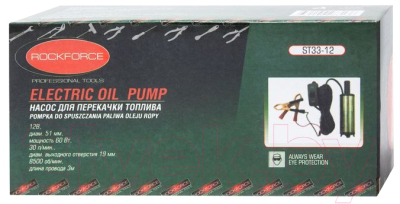 ROCKFORCE
PROFESSIONAL TOOLS
ST33-12
ELECTRIC OIL PUMP
НАСОС ДЛЯ ПЕРЕКАЧКИ ТОПЛИВА
POMPKA DO SPUSZCZANIA PALIWA OLEJU ROPY
12В.
диам. 51 мм.
мощность 60 Вт.
30 л/мин.
диам. выходного отверстия 19 мм
8500 об/мин.
длина провода 3м
ALWAYS WEAR
EYE PROTECTION